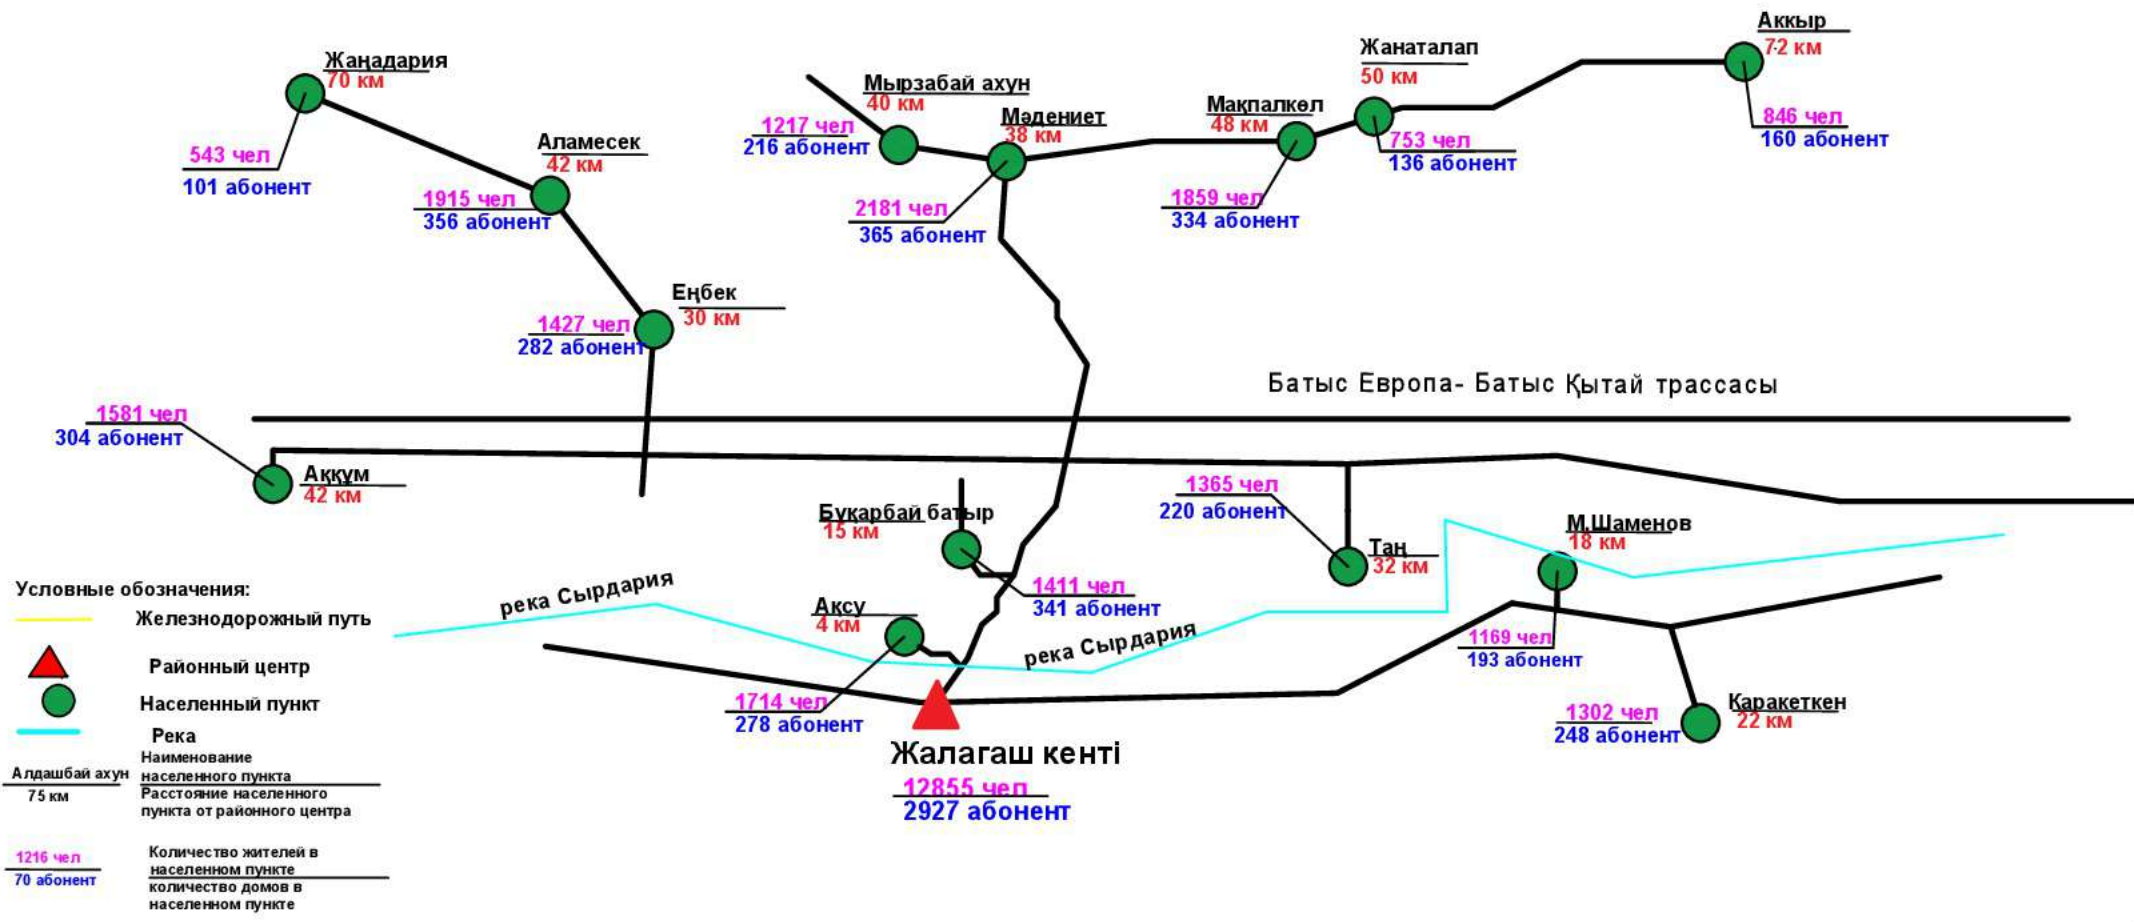 Аккыр
72 км
846 чел
160 абонент
Жанаталап
50 км
753 чел
136 абонент
Жаңадария
70 км
543 чел
101 абонент
Мырзабай ахун
40 км
1217 чел
216 абонент
Мәдениет
38 км
2181 чел
365 абонент
Мақпалкөл
48 км
1859 чел
334 абонент
Аламесек
42 км
1915 чел
356 абонент
Еңбек
30 км
1427 чел
282 абонент
Батыс Европа- Батыс Қытай трассасы
1581 чел
304 абонент
Аққұм
42 км
Бұқарбай батыр
15 км
1411 чел
341 абонент
1365 чел
220 абонент
Таң
32 км
М.Шаменов
18 км
1169 чел
193 абонент
река Сырдария
река Сырдария
Ақсу
4 км
1714 чел
278 абонент
Қаракеткен
22 км
1302 чел
248 абонент
Жалагаш кенті
12855 чел
2927 абонент
Условные обозначения:
Железнодорожный путь
Районный центр
Населенный пункт
Река
Алдашбай ахун
75 км
Наименование
населенного пункта
Расстояние населенного
пункта от районного центра
1216 чел
70 абонент
Количество жителей в
населенном пункте
количество домов в
населенном пункте